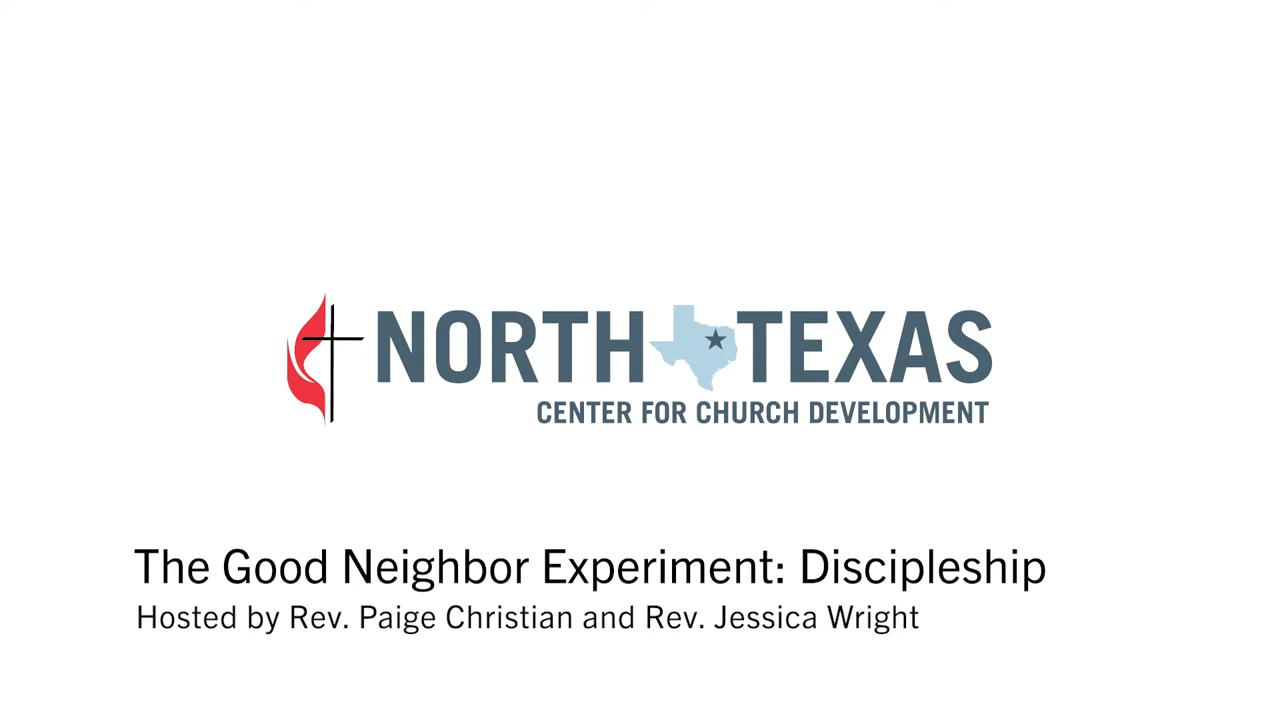 NORTH TEXAS
CENTER FOR CHURCH DEVELOPMENT
The Good Neighbor Experiment: Discipleship
Hosted by Rev. Paige Christian and Rev. Jessica Wright